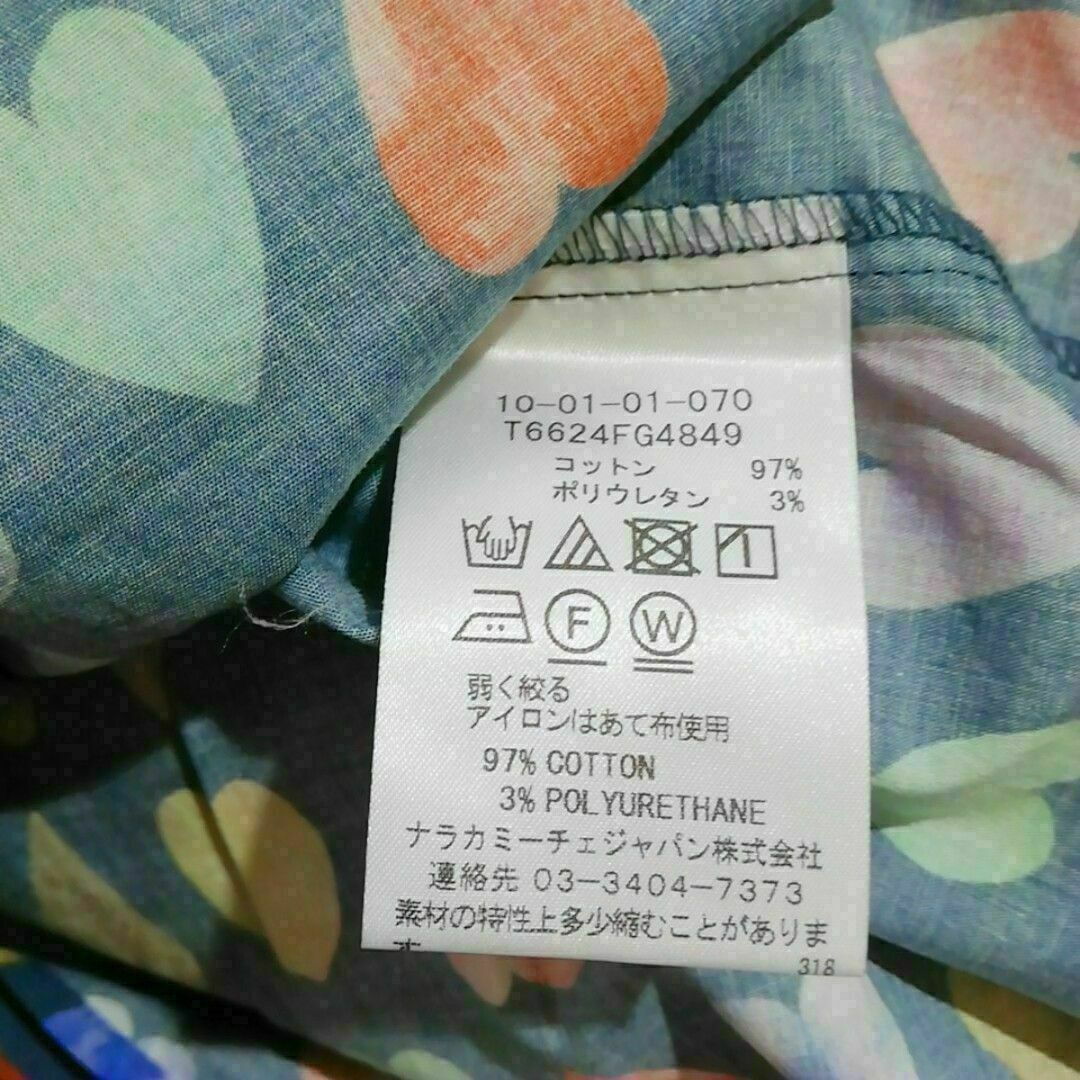 10-01-01-070
T6624FG4849
コットン 97%
ポリウレタン 3%
F W
弱く絞る
アイロンはあて布使用
97% COTTON
3% POLYURETHANE
ナラカミーチェジャパン株式会社
連絡先 03-3404-7373
素材の特性上多少縮むことがありま
す
318